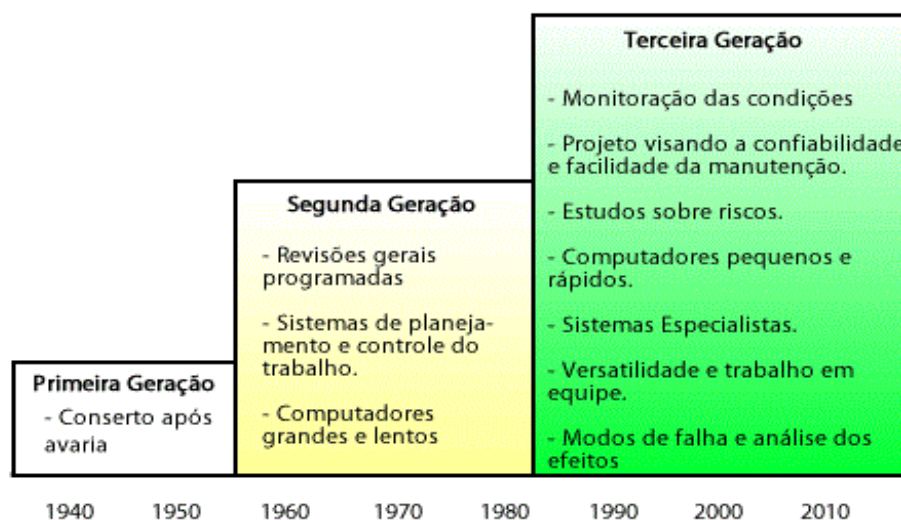 Terceira Geração
- Monitoração das condições
- Projeto visando a confiabilidade
e facilidade da manutenção.
- Estudos sobre riscos.
- Computadores pequenos e
rápidos.
- Sistemas Especialistas.
- Versatilidade e trabalho em
equipe.
- Modos de falha e análise dos
efeitos
Segunda Geração
- Revisões gerais
programadas
- Sistemas de planeja-
mento e controle do
trabalho.
- Computadores
grandes e lentos
Primeira Geração
- Conserto após
avaria
1940 1950 1960 1970 1980 1990 2000 2010